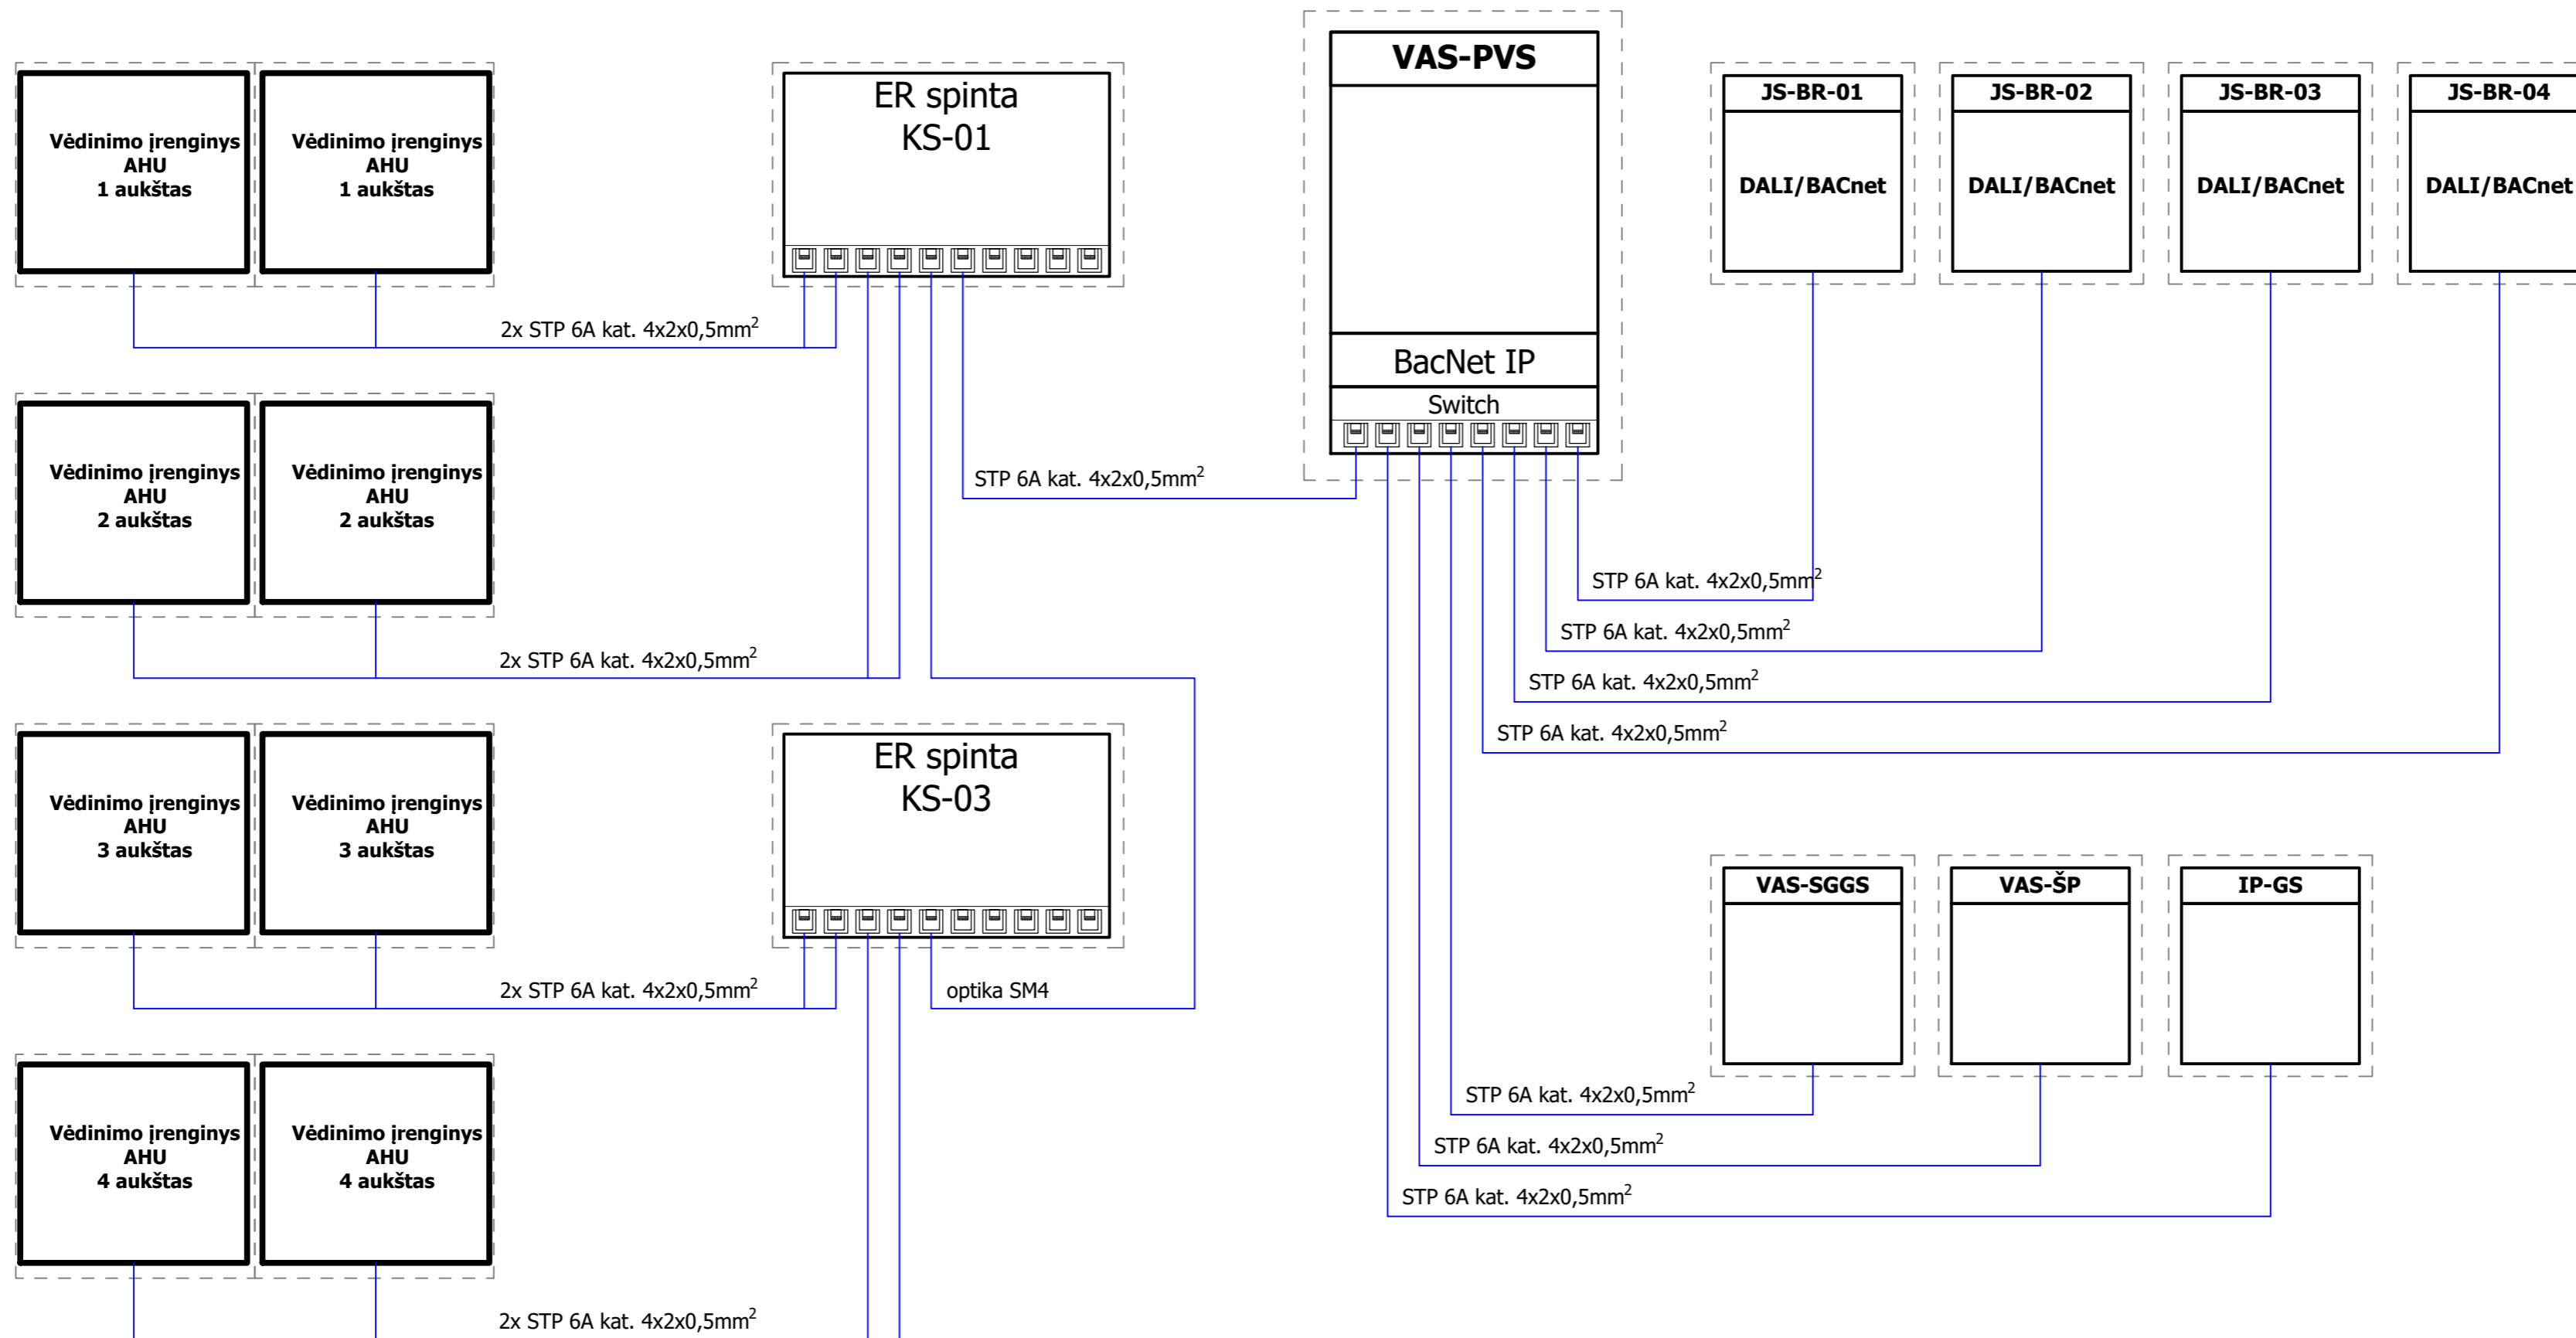 VAS-PVS
BacNet IP
Switch
ER spinta
KS-01
Vėdinimo įrenginys
AHU
1 aukštas
Vėdinimo įrenginys
AHU
1 aukštas
2x STP 6A kat. 4x2x0,5mm²
JS-BR-01
DALI/BACnet
JS-BR-02
DALI/BACnet
JS-BR-03
DALI/BACnet
JS-BR-04
DALI/BACnet
Vėdinimo įrenginys
AHU
2 aukštas
Vėdinimo įrenginys
AHU
2 aukštas
2x STP 6A kat. 4x2x0,5mm²
STP 6A kat. 4x2x0,5mm²
STP 6A kat. 4x2x0,5mm²
STP 6A kat. 4x2x0,5mm²
STP 6A kat. 4x2x0,5mm²
STP 6A kat. 4x2x0,5mm²
ER spinta
KS-03
Vėdinimo įrenginys
AHU
3 aukštas
Vėdinimo įrenginys
AHU
3 aukštas
2x STP 6A kat. 4x2x0,5mm²
optika SM4
VAS-SGGS
VAS-ŠP
IP-GS
STP 6A kat. 4x2x0,5mm²
STP 6A kat. 4x2x0,5mm²
STP 6A kat. 4x2x0,5mm²
Vėdinimo įrenginys
AHU
4 aukštas
Vėdinimo įrenginys
AHU
4 aukštas
2x STP 6A kat. 4x2x0,5mm²